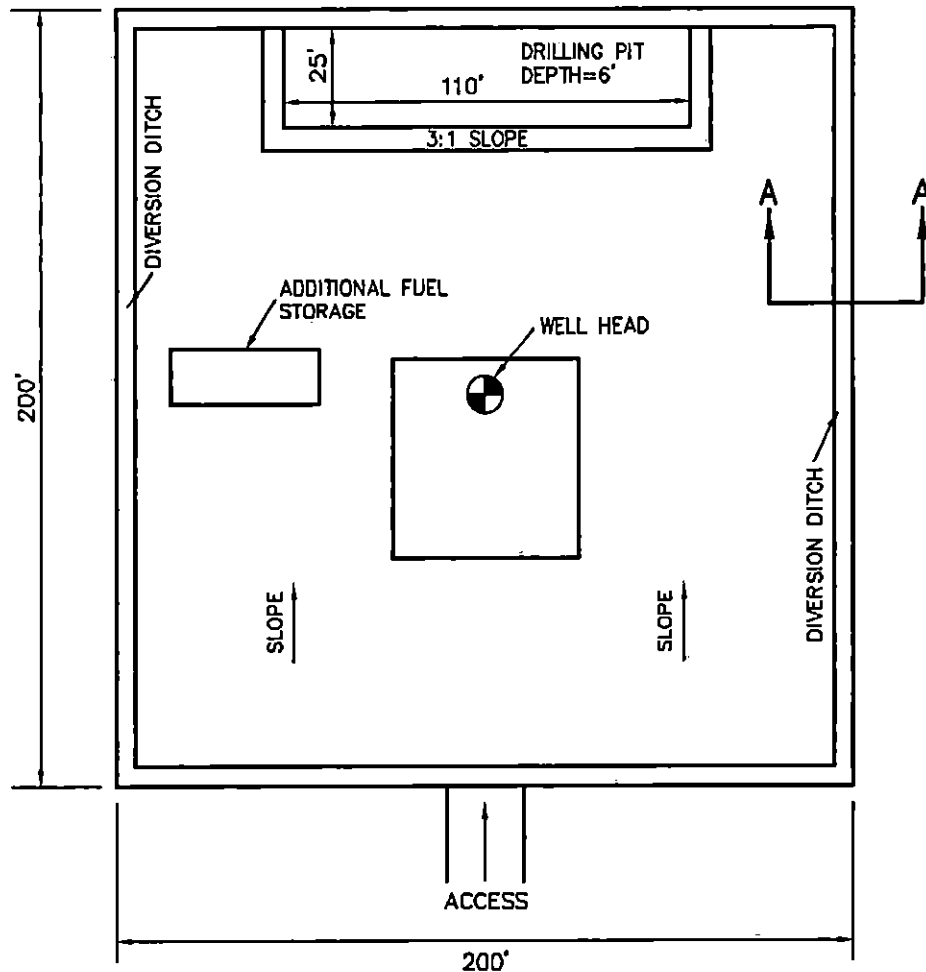 DRILLING PIT
DEPTH=6'
25'
110'
3:1 SLOPE
DIVERSION DITCH
A
A
ADDITIONAL FUEL
STORAGE
WELL HEAD
200'
DIVERSION DITCH
SLOPE
SLOPE
ACCESS
200'